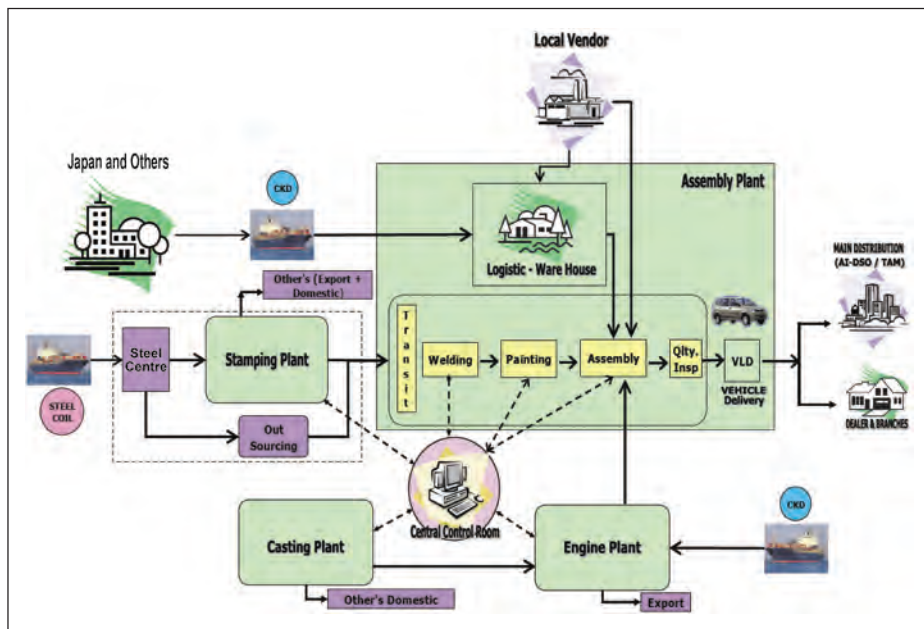 Local Vendor
Japan and Others
CKD
Assembly Plant
Logistic - Ware House
MAIN DISTRIBUTION
(AI-DSO / TAM)
Other's (Export +
Domestic)
Steel
Centre
Stamping Plant
Transit
Welding
Painting
Assembly
Qlty.
Insp
VLD
VEHICLE
Delivery
STEEL
COIL
Out
Sourcing
DEALER & BRANCHES
Central Control Room
CKD
Casting Plant
Engine Plant
Other's Domestic
Export